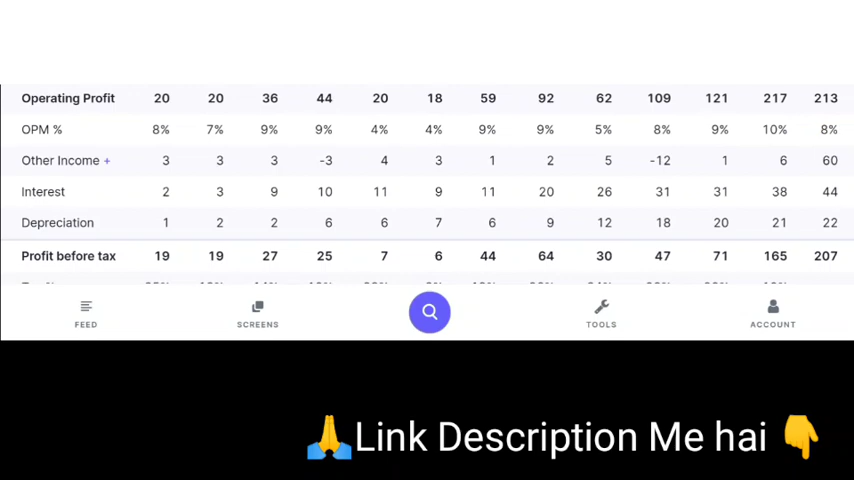 Operating Profit 20 20 36 44 20 18 59 92 62 109 121 217 213
OPM % 8% 7% 9% 9% 4% 4% 9% 9% 5% 8% 9% 10% 8%
Other Income + 3 3 3 -3 4 3 1 2 5 -12 1 6 60
Interest 2 3 9 10 11 9 11 20 26 31 31 38 44
Depreciation 1 2 2 6 6 7 6 9 12 18 20 21 22
Profit before tax 19 19 27 25 7 6 44 64 30 47 71 165 207
FEED SCREENS TOOLS ACCOUNT
🙏Link Description Me hai 👇